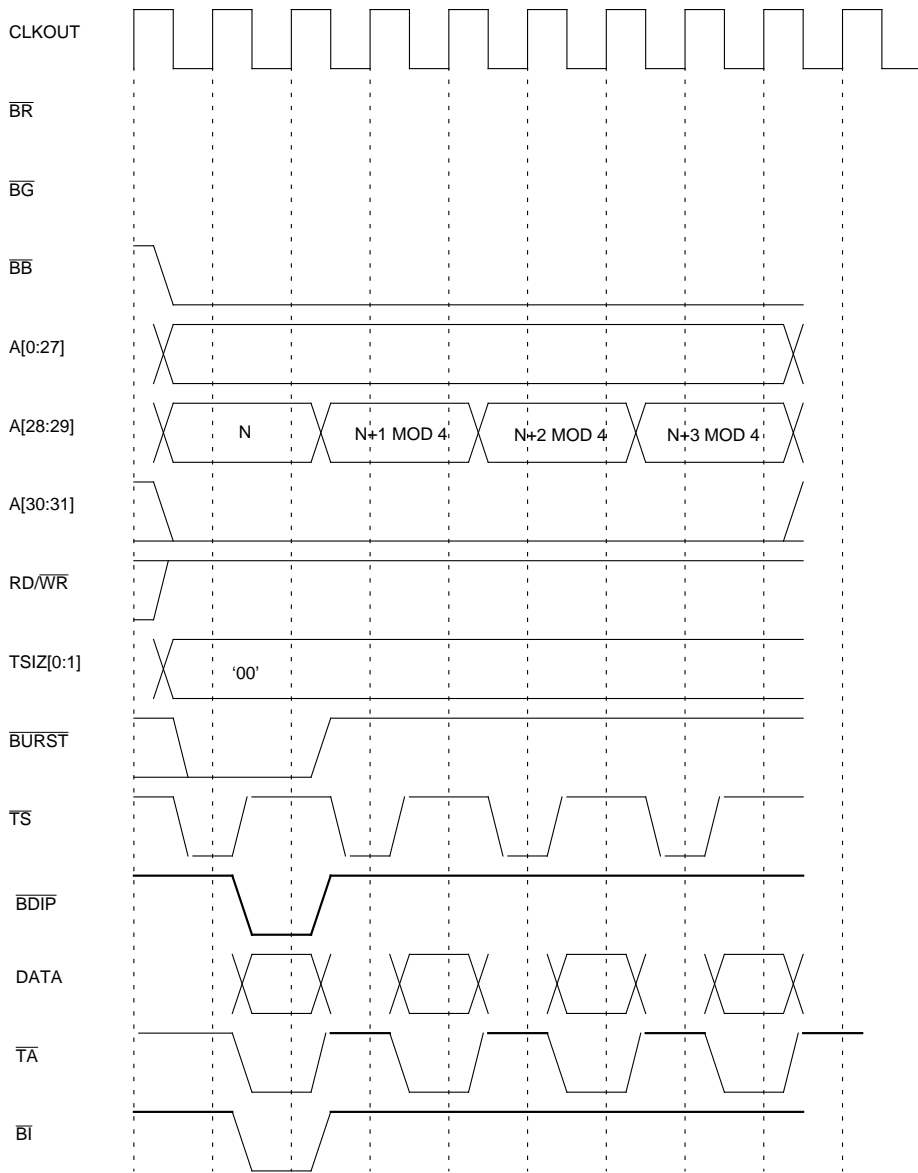 CLKOUT
BR
BG
BB
A[0:27]
A[28:29]
N
N+1 MOD 4
N+2 MOD 4
N+3 MOD 4
A[30:31]
RD/WR
TSIZ[0:1]
‘00’
BURST
TS
BDIP
DATA
TA
BI